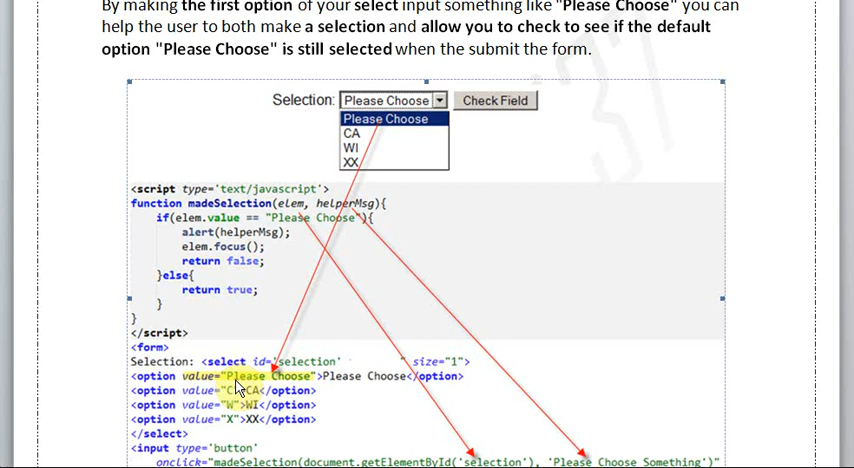 By making the first option of your select input something like "Please Choose" you can
help the user to both make a selection and allow you to check to see if the default
option "Please Choose" is still selected when the submit the form.
Selection: Please Choose Check Field
Please Choose
CA
WI
XX
<script type='text/javascript'>
function madeSelection(elem, helperMsg){
if(elem.value == "Please Choose"){
alert(helperMsg);
elem.focus();
return false;
}else{
return true;
}
}
</script>
<form>
Selection: <select id='selection' " size="1">
<option value="Please Choose">Please Choose</option>
<option value="C CA</option>
<option value="W">WI</option>
<option value="X">XX</option>
</select>
<input type='button'
onclick="madeSelection(document.getElementById('selection'), 'Please Choose Something')"